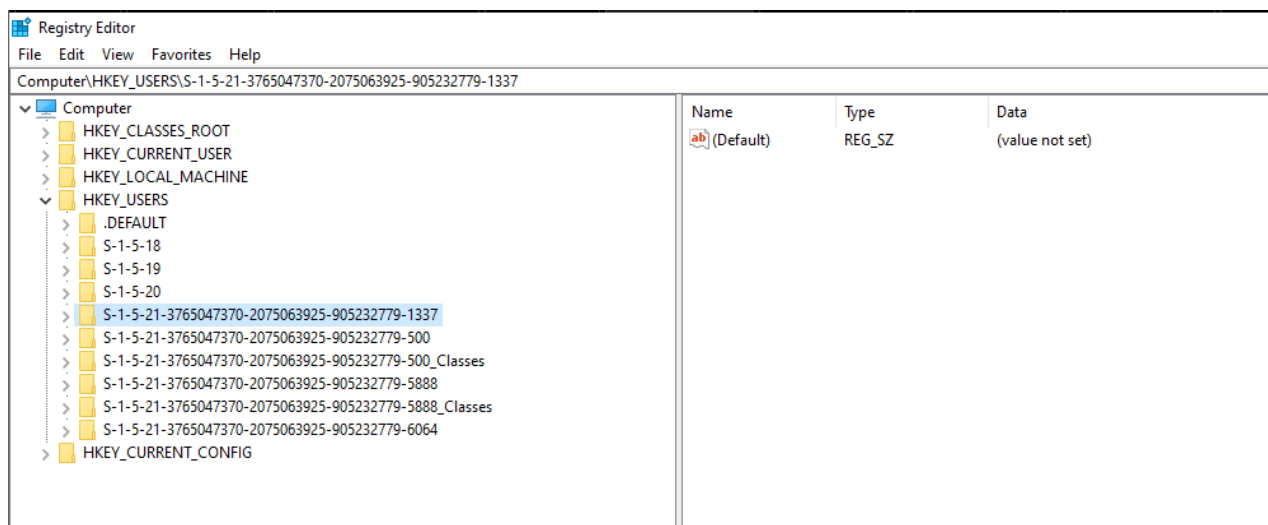 Registry Editor
File Edit View Favorites Help
Computer\HKEY_USERS\S-1-5-21-3765047370-2075063925-905232779-1337
Computer
HKEY_CLASSES_ROOT
HKEY_CURRENT_USER
HKEY_LOCAL_MACHINE
HKEY_USERS
.DEFAULT
S-1-5-18
S-1-5-19
S-1-5-20
S-1-5-21-3765047370-2075063925-905232779-1337
S-1-5-21-3765047370-2075063925-905232779-500
S-1-5-21-3765047370-2075063925-905232779-500_Classes
S-1-5-21-3765047370-2075063925-905232779-5888
S-1-5-21-3765047370-2075063925-905232779-5888_Classes
S-1-5-21-3765047370-2075063925-905232779-6064
HKEY_CURRENT_CONFIG
Name Type Data
ab (Default) REG_SZ (value not set)